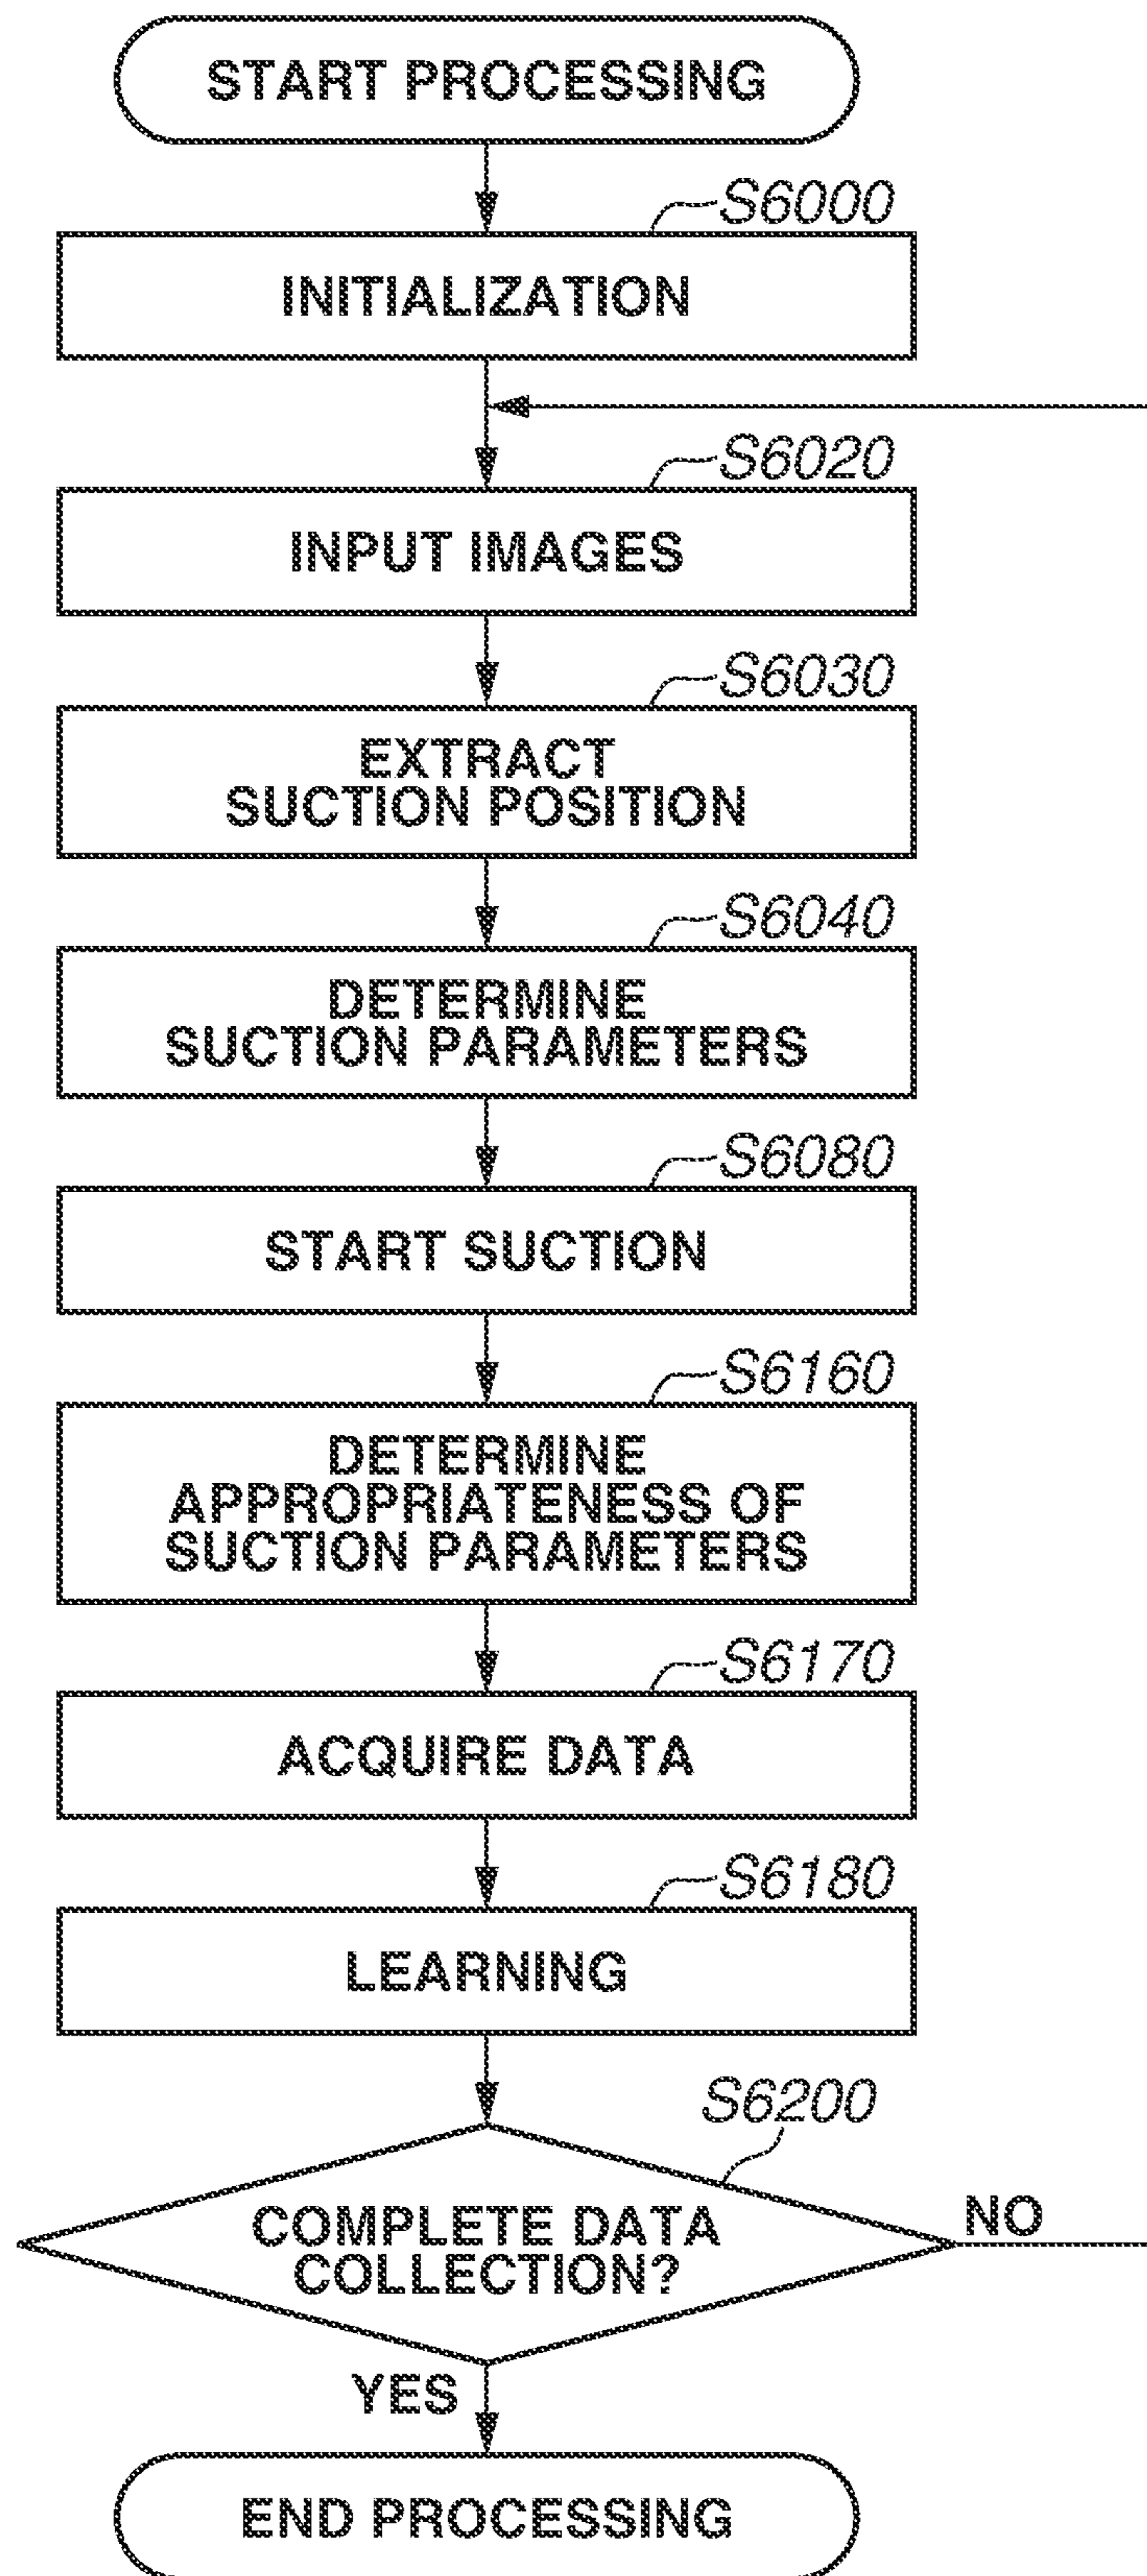 START PROCESSING
S6000
INITIALIZATION
S6020
INPUT IMAGES
S6030
EXTRACT
SUCTION POSITION
S6040
DETERMINE
SUCTION PARAMETERS
S6080
START SUCTION
S6160
DETERMINE
APPROPRIATENESS OF
SUCTION PARAMETERS
S6170
ACQUIRE DATA
S6180
LEARNING
S6200
COMPLETE DATA
COLLECTION?
NO
YES
END PROCESSING